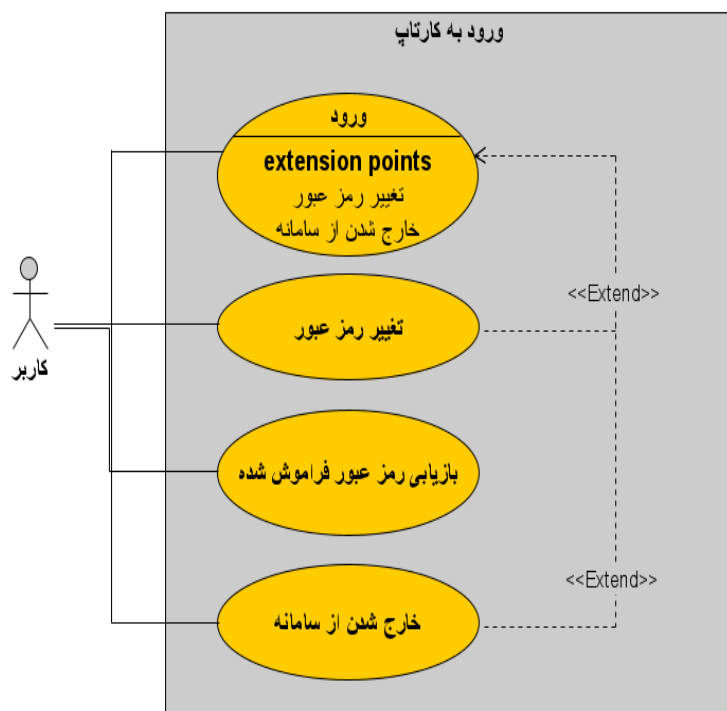 ورود به کارتاپ
ورود
extension points
تغییر رمز عبور
خارج شدن از سامانه
<<Extend>>
تغییر رمز عبور
کاربر
بازیابی رمز عبور فراموش شده
<<Extend>>
خارج شدن از سامانه